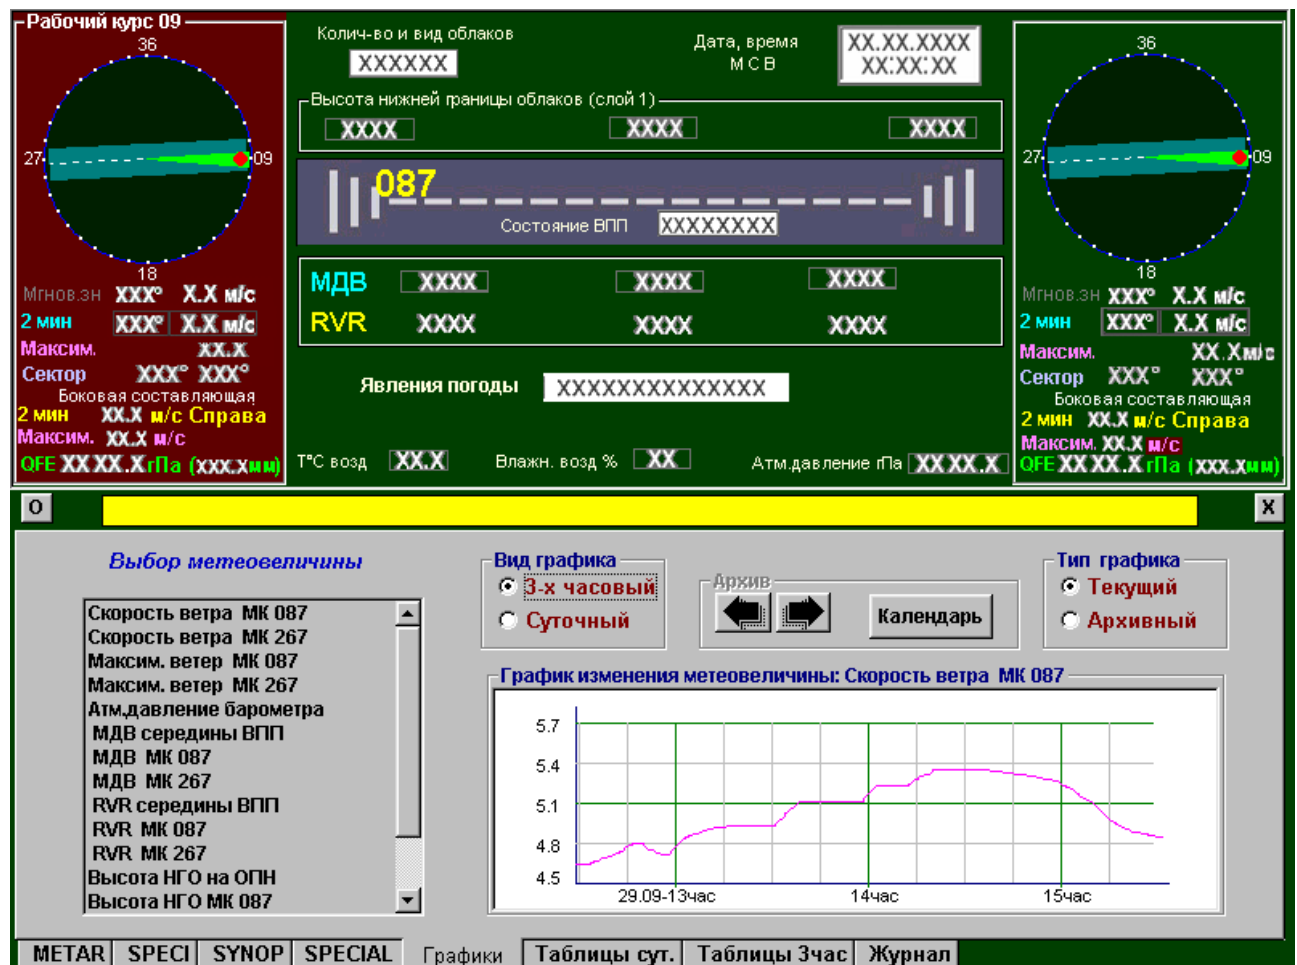 Рабочий курс 09
36
27
09
18
Мгнов.зн XXX° X.X м/с
2 мин XXX° X.X м/с
Максим. XX.X
Сектор XXX° XXX°
Боковая составляющая
2 мин XX.X м/с Справа
Максим. XX.X м/с
QFE XXXX.X гПа (XXX.Xмм)
Колич-во и вид облаков
XXXXXX
Дата, время
М С В
XX.XX.XXXX
XX:XX:XX
Высота нижней границы облаков (слой 1)
XXXX XXXX XXXX
087
Состояние ВПП XXXXXXXX
МДВ XXXX XXXX XXXX
RVR XXXX XXXX XXXX
Явления погоды XXXXXXXXXXXXXX
Т°С возд XX.X Влажн. возд % XX Атм.давление гПа XXXX.X
36
27
09
18
Мгнов.зн XXX° X.X м/с
2 мин XXX° X.X м/с
Максим. XX.X м/с
Сектор XXX° XXX°
Боковая составляющая
2 мин XX.X м/с Справа
Максим. XX.X м/с
QFE XXXX.X гПа (XXX.Xмм)
O X
Выбор метеовеличины
Скорость ветра МК 087
Скорость ветра МК 267
Максим. ветер МК 087
Максим. ветер МК 267
Атм.давление барометра
МДВ середины ВПП
МДВ МК 087
МДВ МК 267
RVR середины ВПП
RVR МК 087
RVR МК 267
Высота НГО на ОПН
Высота НГО МК 087
Вид графика
3-х часовый
Суточный
Архив
Календарь
Тип графика
Текущий
Архивный
График изменения метеовеличины: Скорость ветра МК 087
5.7
5.4
5.1
4.8
4.5
29.09-13час 14час 15час
METAR SPECI SYNOP SPECIAL Графики Таблицы сут. Таблицы 3час Журнал